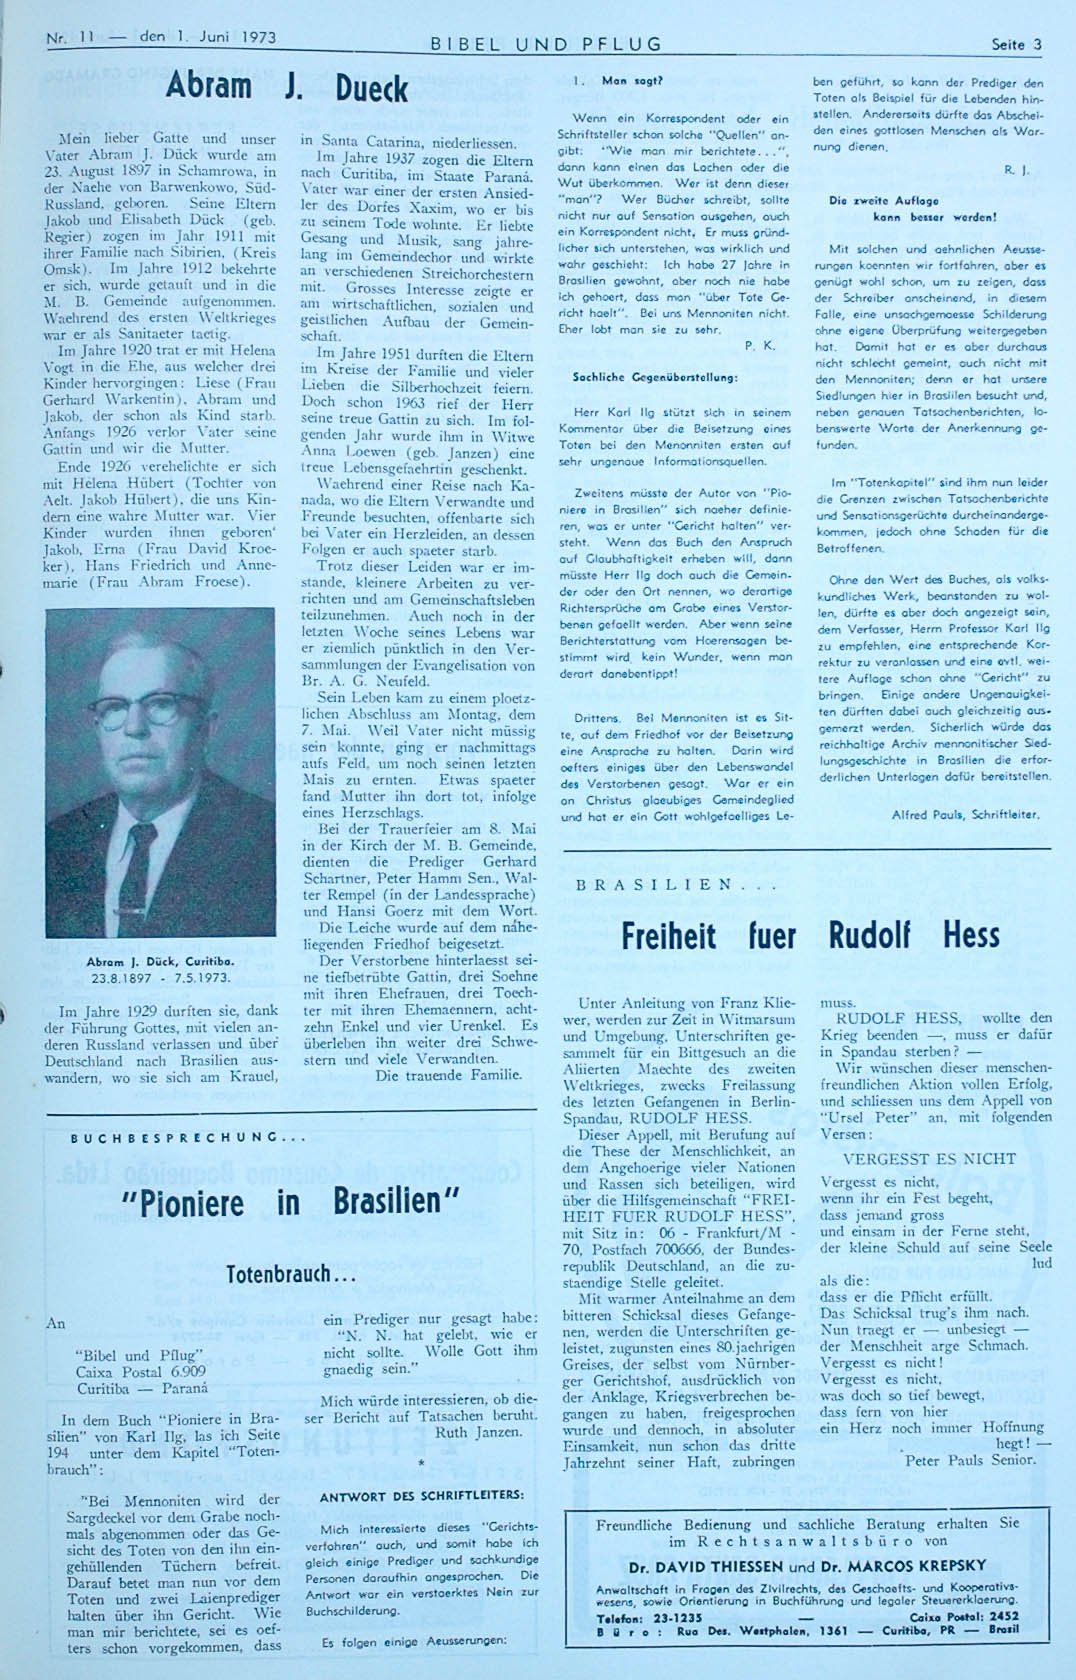 Nr. 11 — den 1. Juni 1973
BIBEL UND PFLUG
Seite 3
Abram J. Dueck
Mein lieber Gatte und unser
Vater Abram J. Dück wurde am
23. August 1897 in Schamrowa, in
der Naehe von Barwenkowo, Süd-
Russland, geboren. Seine Eltern
Jakob und Elisabeth Dück (geb.
Regier) zogen im Jahr 1911 mit
ihrer Familie nach Sibirien, (Kreis
Omsk). Im Jahre 1912 bekehrte
er sich, wurde getauft und in die
M. B. Gemeinde aufgenommen.
Waehrend des ersten Weltkrieges
war er als Sanitaeter taetig.
Im Jahre 1920 trat er mit Helena
Vogt in die Ehe, aus welcher drei
Kinder hervorgingen: Liese (Frau
Gerhard Warkentin), Abram und
Jakob, der schon als Kind starb.
Anfangs 1926 verlor Vater seine
Gattin und wir die Mutter.
Ende 1926 verehelichte er sich
mit Helena Hübert (Tochter von
Aelt. Jakob Hübert), die uns Kin-
dern eine wahre Mutter war. Vier
Kinder wurden ihnen geboren'
Jakob, Erna (Frau David Kroe-
ker), Hans Friedrich und Anne-
marie (Frau Abram Froese).
Abram J. Dück, Curitiba.
23.8.1897 - 7.5.1973.
Im Jahre 1929 durften sie, dank
der Führung Gottes, mit vielen an-
deren Russland verlassen und über
Deutschland nach Brasilien aus-
wandern, wo sie sich am Krauel,
in Santa Catarina, niederliessen.
Im Jahre 1937 zogen die Eltern
nach Curitiba, im Staate Paraná.
Vater war einer der ersten Ansied-
ler des Dorfes Xaxim, wo er bis
zu seinem Tode wohnte. Er liebte
Gesang und Musik, sang jahre-
lang im Gemeindechor und wirkte
an verschiedenen Streichorchestern
mit. Grosses Interesse zeigte er
am wirtschaftlichen, sozialen und
geistlichen Aufbau der Gemein-
schaft.
Im Jahre 1951 durften die Eltern
im Kreise der Familie und vieler
Lieben die Silberhochzeit feiern.
Doch schon 1963 rief der Herr
seine treue Gattin zu sich. Im fol-
genden Jahr wurde ihm in Witwe
Anna Loewen (geb. Janzen) eine
treue Lebensgefaehrtin geschenkt.
Waehrend einer Reise nach Ka-
nada, wo die Eltern Verwandte und
Freunde besuchten, offenbarte sich
bei Vater ein Herzleiden, an dessen
Folgen er auch spaeter starb.
Trotz dieser Leiden war er im-
stande, kleinere Arbeiten zu ver-
richten und am Gemeinschaftsleben
teilzunehmen. Auch noch in der
letzten Woche seines Lebens war
er ziemlich pünktlich in den Ver-
sammlungen der Evangelisation von
Br. A. G. Neufeld.
Sein Leben kam zu einem ploetz-
lichen Abschluss am Montag, dem
7. Mai. Weil Vater nicht müssig
sein konnte, ging er nachmittags
aufs Feld, um noch seinen letzten
Mais zu ernten. Etwas spaeter
fand Mutter ihn dort tot, infolge
eines Herzschlags.
Bei der Trauerfeier am 8. Mai
in der Kirch der M. B. Gemeinde,
dienten die Prediger Gerhard
Schartner, Peter Hamm Sen., Wal-
ter Rempel (in der Landessprache)
und Hansi Goerz mit dem Wort.
Die Leiche wurde auf dem nahe-
liegenden Friedhof beigesetzt.
Der Verstorbene hinterlaesst sei-
ne tiefbetrübte Gattin, drei Soehne
mit ihren Ehefrauen, drei Toech-
ter mit ihren Ehemaennern, acht-
zehn Enkel und vier Urenkel. Es
überleben ihn weiter drei Schwe-
stern und viele Verwandten.
Die trauende Familie.
BUCHBESPRECHUNG...
"Pioniere in Brasilien"
Totenbrauch...
An
"Bibel und Pflug"
Caixa Postal 6.909
Curitiba — Paraná
In dem Buch "Pioniere in Bra-
silien" von Karl Ilg, las ich Seite
194 unter dem Kapitel "Toten-
brauch":
"Bei Mennoniten wird der
Sargdeckel vor dem Grabe noch-
mals abgenommen oder das Ge-
sicht des Toten von den ihn ein-
gehüllenden Tüchern befreit.
Darauf betet man nun vor dem
Toten und zwei Laienprediger
halten über ihn Gericht. Wie
man mir berichtete, sei es oef-
ters schon vorgekommen, dass
ein Prediger nur gesagt habe:
"N. N. hat gelebt, wie er
nicht sollte. Wolle Gott ihm
gnaedig sein."
Mich würde interessieren, ob die-
ser Bericht auf Tatsachen beruht.
Ruth Janzen.
*
ANTWORT DES SCHRIFTLEITERS:
Mich interessierte dieses "Gerichts-
verfahren" auch, und somit habe ich
gleich einige Prediger und sachkundige
Personen daraufhin angesprochen. Die
Antwort war ein verstaerktes Nein zur
Buchschilderung.
Es folgen einige Aeusserungen:
1. Man sagt?
Wenn ein Korrespondent oder ein
Schriftsteller schon solche "Quellen" an-
gibt: "Wie man mir berichtete...",
dann kann einen das Lachen oder die
Wut überkommen. Wer ist denn dieser
"man"? Wer Bücher schreibt, sollte
nicht nur auf Sensation ausgehen, auch
ein Korrespondent nicht, Er muss gründ-
licher sich unterstehen, was wirklich und
wahr geschieht: Ich habe 27 Jahre in
Brasilien gewohnt, aber noch nie habe
ich gehoert, dass man "über Tote Ge-
richt haelt". Bei uns Mennoniten nicht.
Eher lobt man sie zu sehr.
P. K.
Sachliche Gegenüberstellung:
Herr Karl Ilg stützt sich in seinem
Kommentar über die Beisetzung eines
Toten bei den Menonniten ersten auf
sehr ungenaue Informationsquellen.
Zweitens müsste der Autor von "Pio-
niere in Brasilien" sich naeher definie-
ren, was er unter "Gericht halten" ver-
steht. Wenn das Buch den Anspruch
auf Glaubhaftigkeit erheben will, dann
müsste Herr Ilg doch auch die Gemein-
der oder den Ort nennen, wo derartige
Richtersprüche am Grabe eines Verstor-
benen gefaellt werden. Aber wenn seine
Berichterstattung vom Hoerensagen be-
stimmt wird, kein Wunder, wenn man
derart danebentippt!
Drittens. Bei Mennoniten ist es Sit-
te, auf dem Friedhof vor der Beisetzung
eine Ansprache zu halten. Darin wird
oefters einiges über den Lebenswandel
des Verstorbenen gesagt. War er ein
an Christus glaeubiges Gemeindeglied
und hat er ein Gott wohlgefaelliges Le-
ben geführt, so kann der Prediger den
Toten als Beispiel für die Lebenden hin-
stellen. Andererseits dürfte das Abschei-
den eines gottlosen Menschen als War-
nung dienen.
R. J.
Die zweite Auflage
kann besser werden!
Mit solchen und aehnlichen Aeusse-
rungen koennten wir fortfahren, aber es
genügt wohl schon, um zu zeigen, dass
der Schreiber anscheinend, in diesem
Falle, eine unsachgemoesse Schilderung
ohne eigene Überprüfung weitergegeben
hat. Damit hat er es aber durchaus
nicht schlecht gemeint, auch nicht mit
den Mennoniten; denn er hat unsere
Siedlungen hier in Brasilien besucht und,
neben genauen Tatsachenberichten, lo-
benswerte Worte der Anerkennung ge-
funden.
Im "Totenkapitel" sind ihm nun leider
die Grenzen zwischen Tatsachenberichte
und Sensationsgerüchte durcheinanderge-
kommen, jedoch ohne Schaden für die
Betroffenen.
Ohne den Wert des Buches, als volks-
kundliches Werk, beanstanden zu wol-
len, dürfte es aber doch angezeigt sein,
dem Verfasser, Herrn Professor Karl Ilg
zu empfehlen, eine entsprechende Kor-
rektur zu veranlassen und eine evtl. wei-
tere Auflage schon ohne "Gericht" zu
bringen. Einige andere Ungenauigkei-
ten dürften dabei auch gleichzeitig aus-
gemerzt werden. Sicherlich würde das
reichhaltige Archiv mennonitischer Sied-
lungsgeschichte in Brasilien die erfor-
derlichen Unterlagen dafür bereitstellen.
Alfred Pauls, Schriftleiter.
BRASILIEN...
Freiheit fuer Rudolf Hess
Unter Anleitung von Franz Klie-
wer, werden zur Zeit in Witmarsum
und Umgebung, Unterschriften ge-
sammelt für ein Bittgesuch an die
Aliierten Maechte des zweiten
Weltkrieges, zwecks Freilassung
des letzten Gefangenen in Berlin-
Spandau, RUDOLF HESS.
Dieser Appell, mit Berufung auf
die These der Menschlichkeit, an
dem Angehoerige vieler Nationen
und Rassen sich beteiligen, wird
über die Hilfsgemeinschaft "FREI-
HEIT FUER RUDOLF HESS",
mit Sitz in: 06 - Frankfurt/M -
70, Postfach 700666, der Bundes-
republik Deutschland, an die zu-
staendige Stelle geleitet.
Mit warmer Anteilnahme an dem
bitteren Schicksal dieses Gefange-
nen, werden die Unterschriften ge-
leistet, zugunsten eines 80.jaehrigen
Greises, der selbst vom Nürnber-
ger Gerichtshof, ausdrücklich von
der Anklage, Kriegsverbrechen be-
gangen zu haben, freigesprochen
wurde und dennoch, in absoluter
Einsamkeit, nun schon das dritte
Jahrzehnt seiner Haft, zubringen
muss.
RUDOLF HESS, wollte den
Krieg beenden —, muss er dafür
in Spandau sterben? —
Wir wünschen dieser menschen-
freundlichen Aktion vollen Erfolg,
und schliessen uns dem Appell von
"Ursel Peter" an, mit folgenden
Versen:
VERGESST ES NICHT
Vergesst es nicht,
wenn ihr ein Fest begeht,
dass jemand gross
und einsam in der Ferne steht,
der kleine Schuld auf seine Seele
lud
als die:
dass er die Pflicht erfüllt.
Das Schicksal trug's ihm nach.
Nun traegt er — unbesiegt —
der Menschheit arge Schmach.
Vergesst es nicht!
Vergesst es nicht,
was doch so tief bewegt,
dass fern von hier
ein Herz noch immer Hoffnung
hegt! —
Peter Pauls Senior.
Freundliche Bedienung und sachliche Beratung erhalten Sie
im Rechtsanwaltsbüro von
Dr. DAVID THIESSEN und Dr. MARCOS KREPSKY
Anwaltschaft in Fragen des Zivilrechts, des Geschaefts- und Kooperativs-
wesens, sowie Orientierung in Buchführung und legaler Steuererklaerung.
Telefon: 23-1235 — Caixa Postal: 2452
Büro: Rua Des. Westphalen, 1361 — Curitiba, PR — Brasil